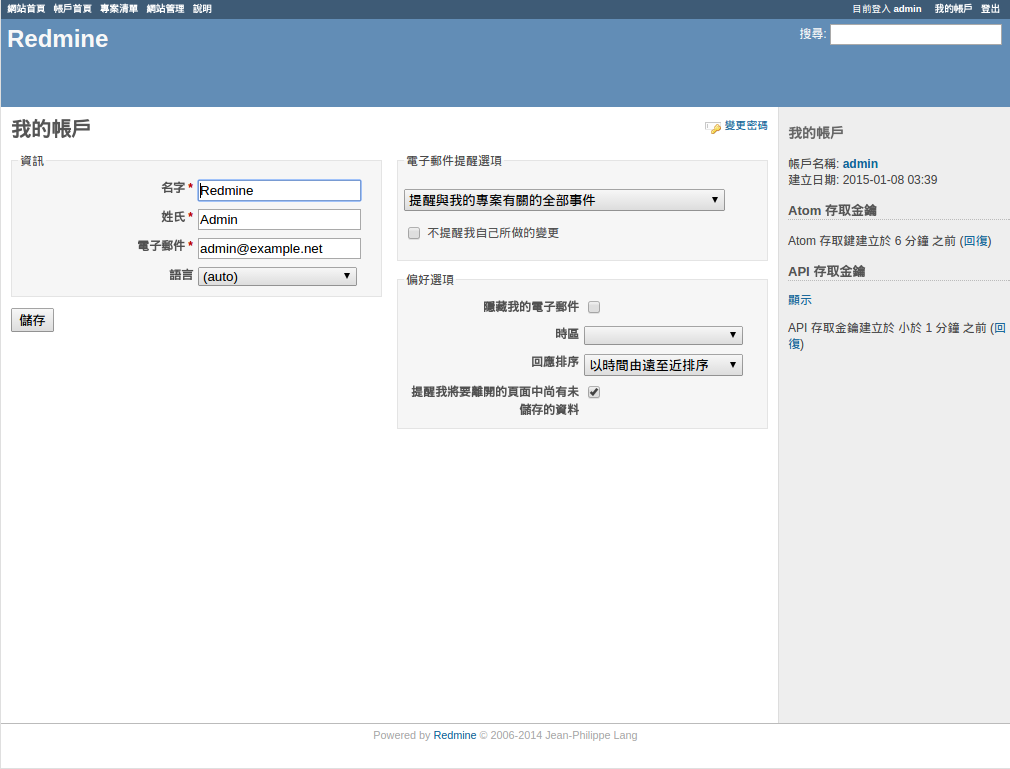 網站首頁 帳戶首頁 專案清單 網站管理 說明
目前登入 admin 我的帳戶 登出
Redmine
搜尋:
我的帳戶
變更密碼
資訊
名字 * Redmine
姓氏 * Admin
電子郵件 * admin@example.net
語言 (auto)
儲存
電子郵件提醒選項
提醒與我的專案有關的全部事件
不提醒我自己所做的變更
偏好選項
隱藏我的電子郵件
時區
回應排序 以時間由遠至近排序
提醒我將要離開的頁面中尚有未
儲存的資料
我的帳戶
帳戶名稱: admin
建立日期: 2015-01-08 03:39
Atom 存取金鑰
Atom 存取鍵建立於 6 分鐘 之前 (回復)
API 存取金鑰
顯示
API 存取金鑰建立於 小於 1 分鐘 之前 (回
復)
Powered by Redmine © 2006-2014 Jean-Philippe Lang